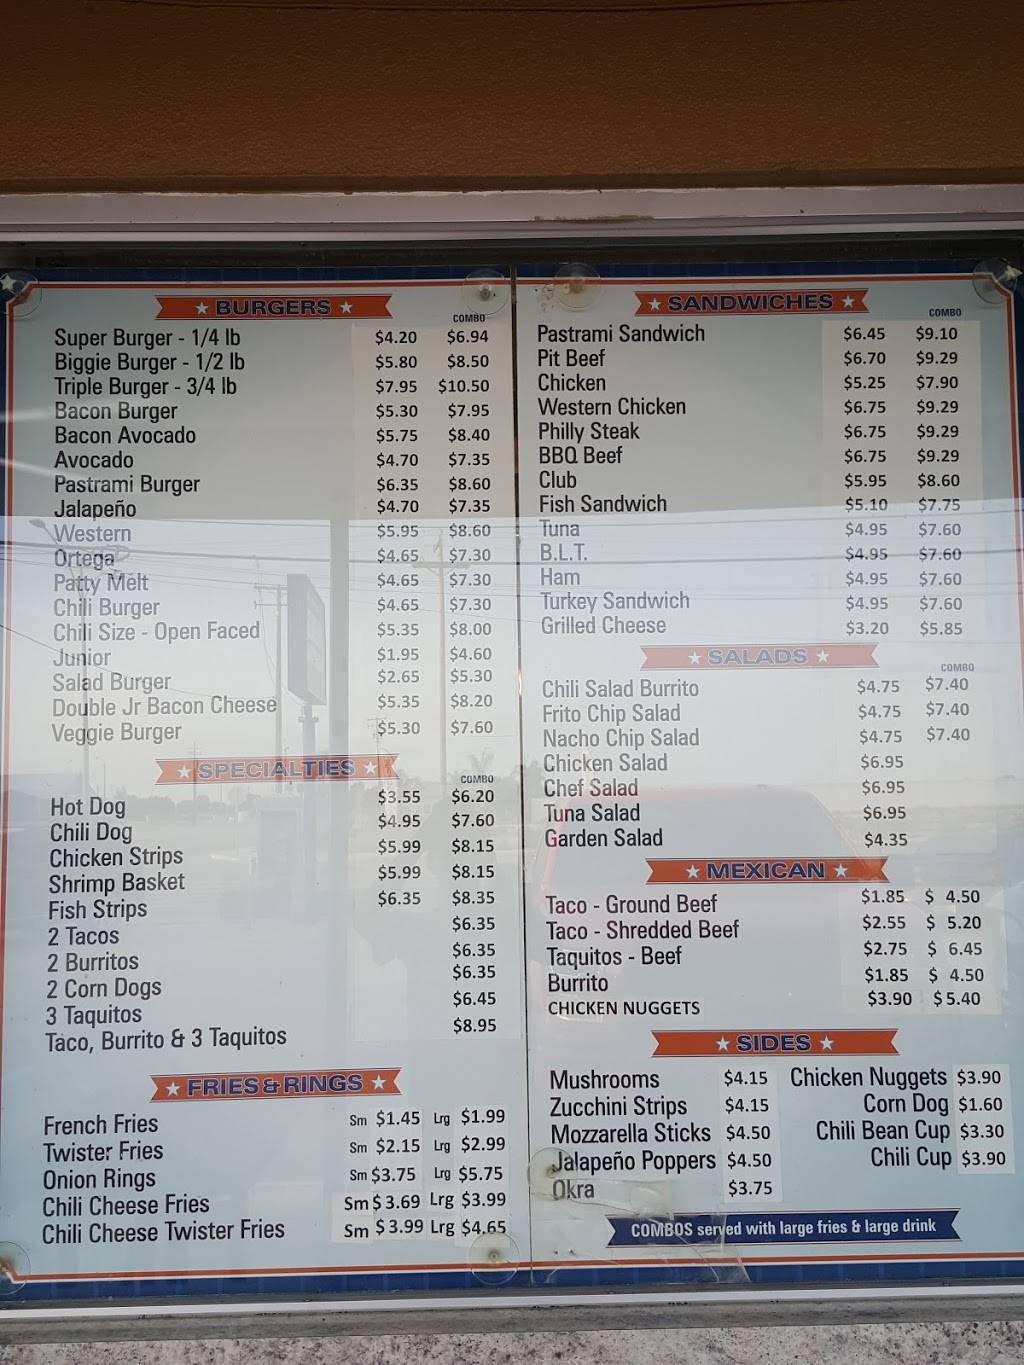 BURGERS
COMBO
Super Burger - 1/4 lb $4.20 $6.94
Biggie Burger - 1/2 lb $5.80 $8.50
Triple Burger - 3/4 lb $7.95 $10.50
Bacon Burger $5.30 $7.95
Bacon Avocado $5.75 $8.40
Avocado $4.70 $7.35
Pastrami Burger $6.35 $8.60
Jalapeño $4.70 $7.35
Western $5.95 $8.60
Ortega $4.65 $7.30
Patty Melt $4.65 $7.30
Chili Burger $4.65 $7.30
Chili Size - Open Faced $5.35 $8.00
Junior $1.95 $4.60
Salad Burger $2.65 $5.30
Double Jr Bacon Cheese $5.35 $8.20
Veggie Burger $5.30 $7.60
SPECIALTIES
COMBO
Hot Dog $3.55 $6.20
Chili Dog $4.95 $7.60
Chicken Strips $5.99 $8.15
Shrimp Basket $5.99 $8.15
Fish Strips $6.35 $8.35
2 Tacos $6.35
2 Burritos $6.35
2 Corn Dogs $6.35
3 Taquitos $6.45
Taco, Burrito & 3 Taquitos $8.95
FRIES & RINGS
French Fries Sm $1.45 Lrg $1.99
Twister Fries Sm $2.15 Lrg $2.99
Onion Rings Sm $3.75 Lrg $5.75
Chili Cheese Fries Sm $3.69 Lrg $3.99
Chili Cheese Twister Fries Sm $3.99 Lrg $4.65
SANDWICHES
COMBO
Pastrami Sandwich $6.45 $9.10
Pit Beef $6.70 $9.29
Chicken $5.25 $7.90
Western Chicken $6.75 $9.29
Philly Steak $6.75 $9.29
BBQ Beef $6.75 $9.29
Club $5.95 $8.60
Fish Sandwich $5.10 $7.75
Tuna $4.95 $7.60
B.L.T. $4.95 $7.60
Ham $4.95 $7.60
Turkey Sandwich $4.95 $7.60
Grilled Cheese $3.20 $5.85
SALADS
COMBO
Chili Salad Burrito $4.75 $7.40
Frito Chip Salad $4.75 $7.40
Nacho Chip Salad $4.75 $7.40
Chicken Salad $6.95
Chef Salad $6.95
Tuna Salad $6.95
Garden Salad $4.35
MEXICAN
Taco - Ground Beef $1.85 $ 4.50
Taco - Shredded Beef $2.55 $ 5.20
Taquitos - Beef $2.75 $ 6.45
Burrito $1.85 $ 4.50
CHICKEN NUGGETS $3.90 $5.40
SIDES
Mushrooms $4.15 Chicken Nuggets $3.90
Zucchini Strips $4.15 Corn Dog $1.60
Mozzarella Sticks $4.50 Chili Bean Cup $3.30
Jalapeño Poppers $4.50 Chili Cup $3.90
Okra $3.75
COMBOS served with large fries & large drink